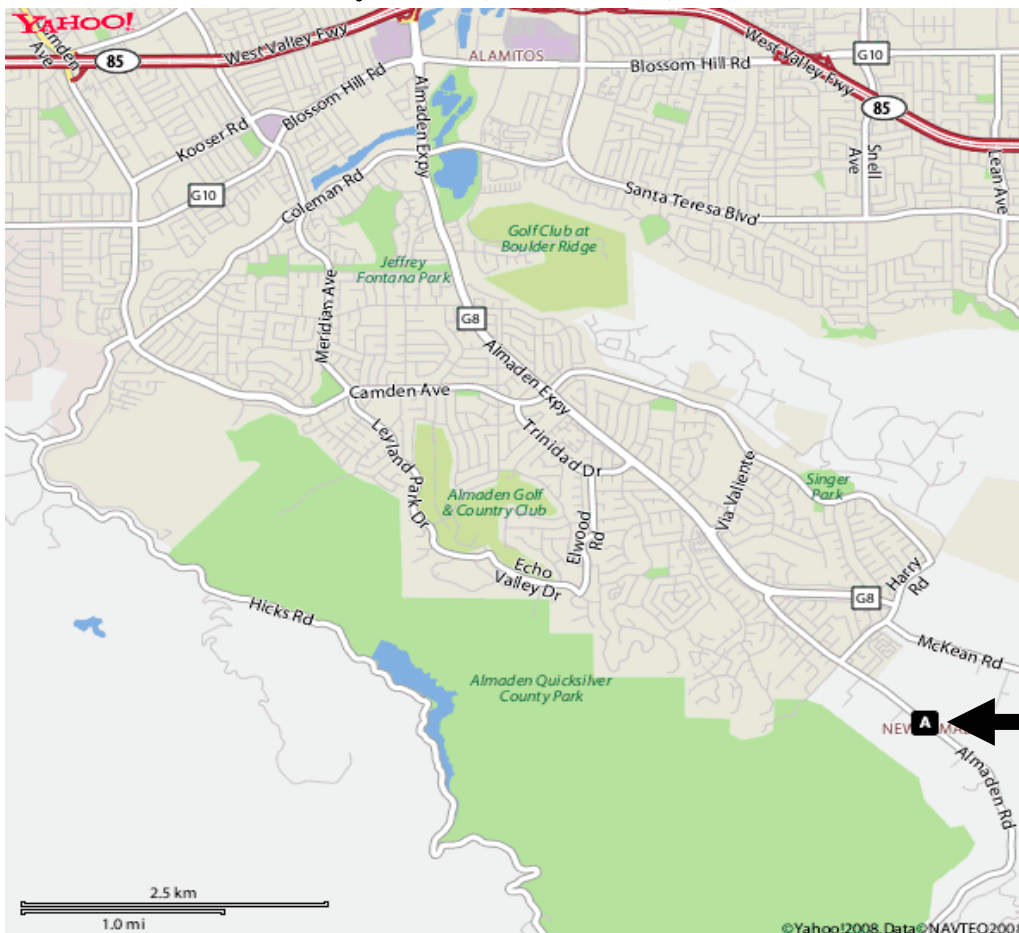 YAHOO!
Camden
Ave
85
West Valley Fwy
ALAMITOS
Blossom Hill Rd
West Valley Fwy
G10
85
Kooser Rd
Blossom Hill Rd
Almaden Expy
Snell
Ave
Lean Ave
G10
Coleman Rd
Santa Teresa Blvd
Golf Club at
Boulder Ridge
Jeffrey
Fontana Park
Meridian Ave
G8
Almaden Expy
Camden Ave
Leyland
Park Dr
Trinidad Dr
Via Valiente
Singer
Park
Almaden Golf
& Country Club
Elwood
Rd
Echo
Valley Dr
Harry
Rd
G8
Hicks Rd
McKean Rd
Almaden Quicksilver
County Park
A
NEW
Almaden Rd
2.5 km
1.0 mi
©Yahoo!2008, Data©NAVTEQ2008